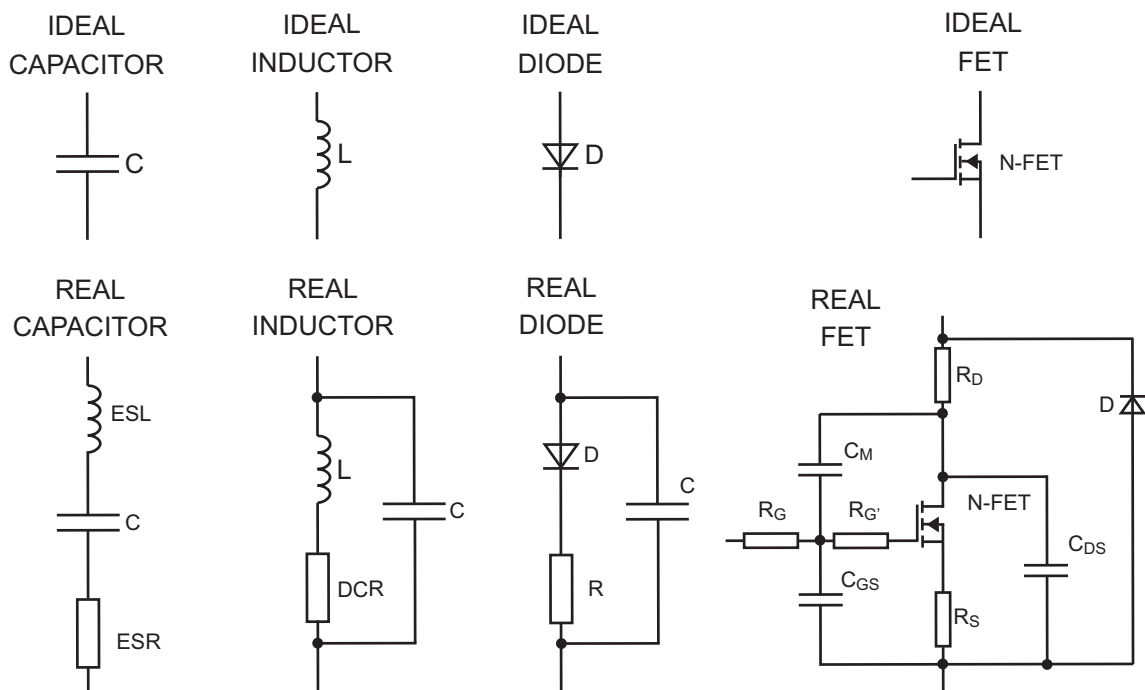 IDEAL
CAPACITOR
C
IDEAL
INDUCTOR
L
IDEAL
DIODE
D
IDEAL
FET
N-FET
REAL
CAPACITOR
ESL
C
ESR
REAL
INDUCTOR
L
C
DCR
REAL
DIODE
D
C
R
REAL
FET
RD
D
CM
N-FET
RG
RG'
CDS
CGS
RS